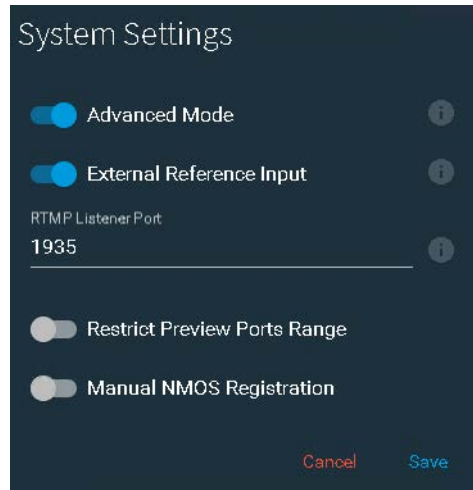 System Settings
Advanced Mode
External Reference Input
RTMP Listener Port
1935
Restrict Preview Ports Range
Manual NMOS Registration
Cancel Save